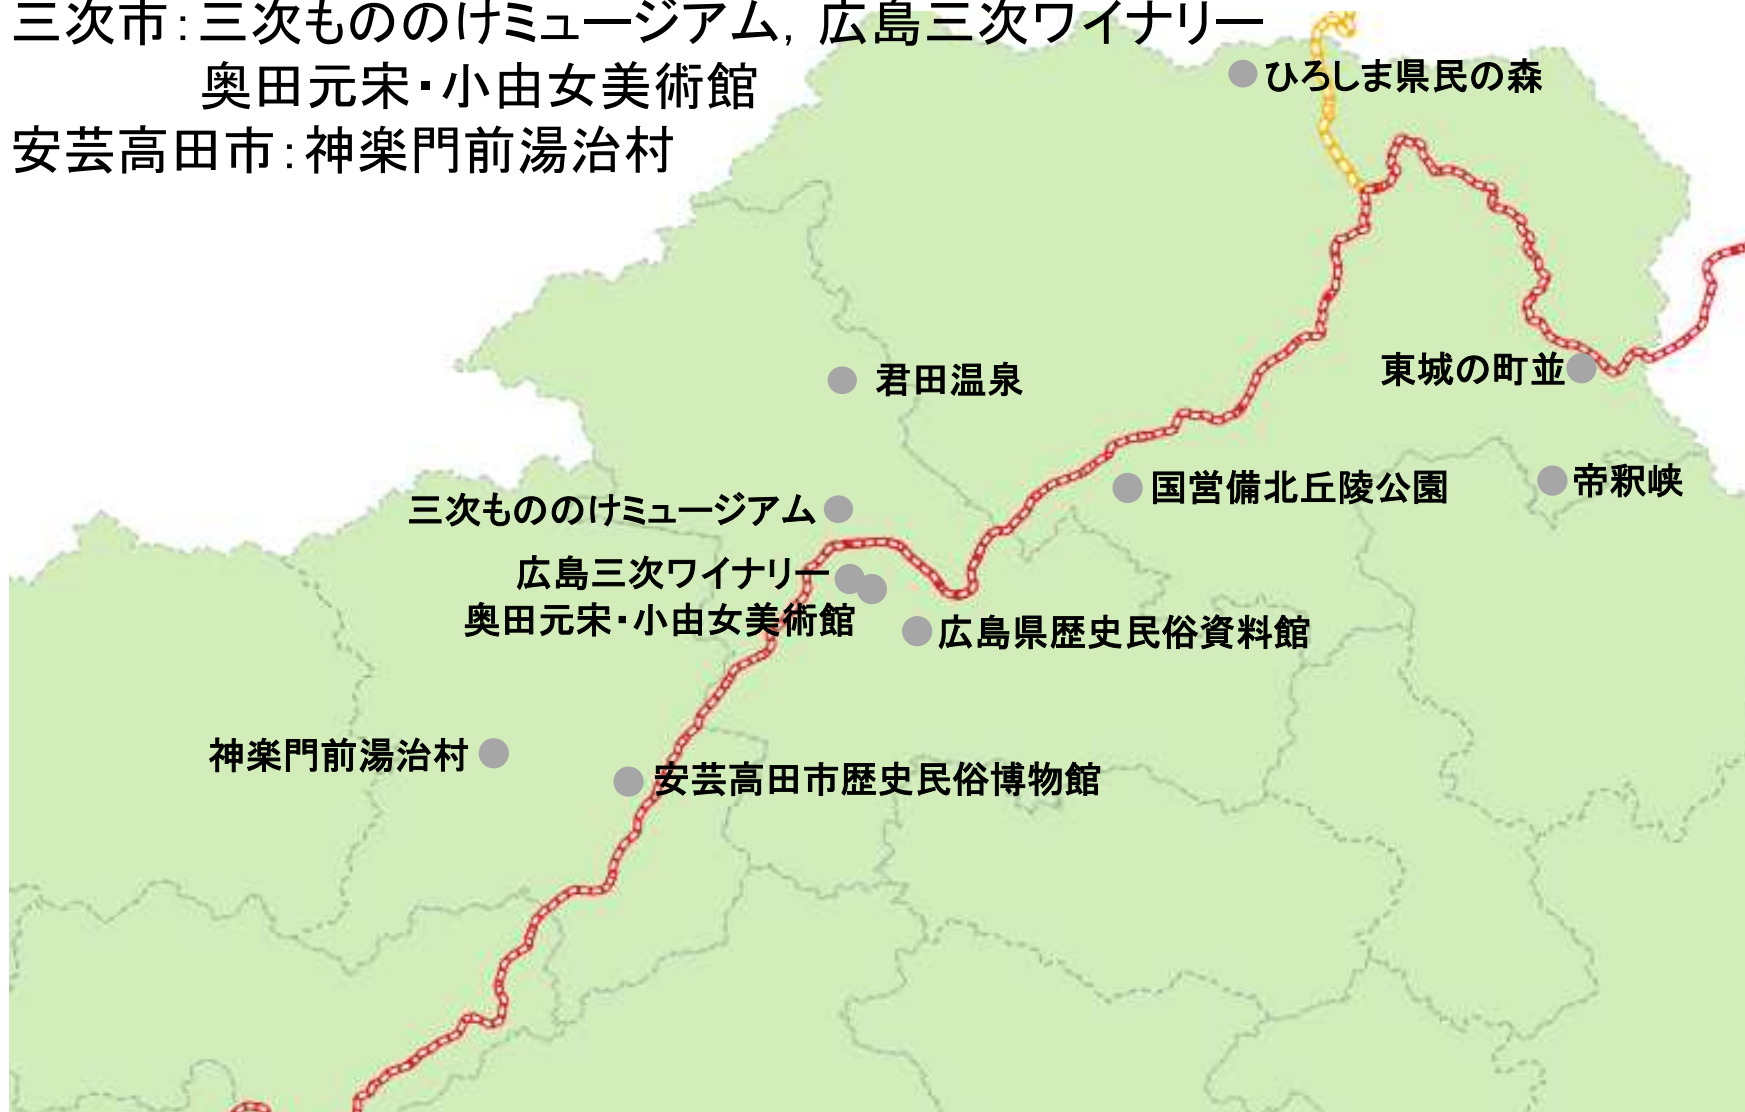 三次市:三次もののけミュージアム, 広島三次ワイナリー
奥田元宋・小由女美術館
安芸高田市:神楽門前湯治村
ひろしま県民の森
東城の町並
君田温泉
国営備北丘陵公園
帝釈峡
三次もののけミュージアム
広島三次ワイナリー
奥田元宋・小由女美術館
広島県歴史民俗資料館
神楽門前湯治村
安芸高田市歴史民俗博物館